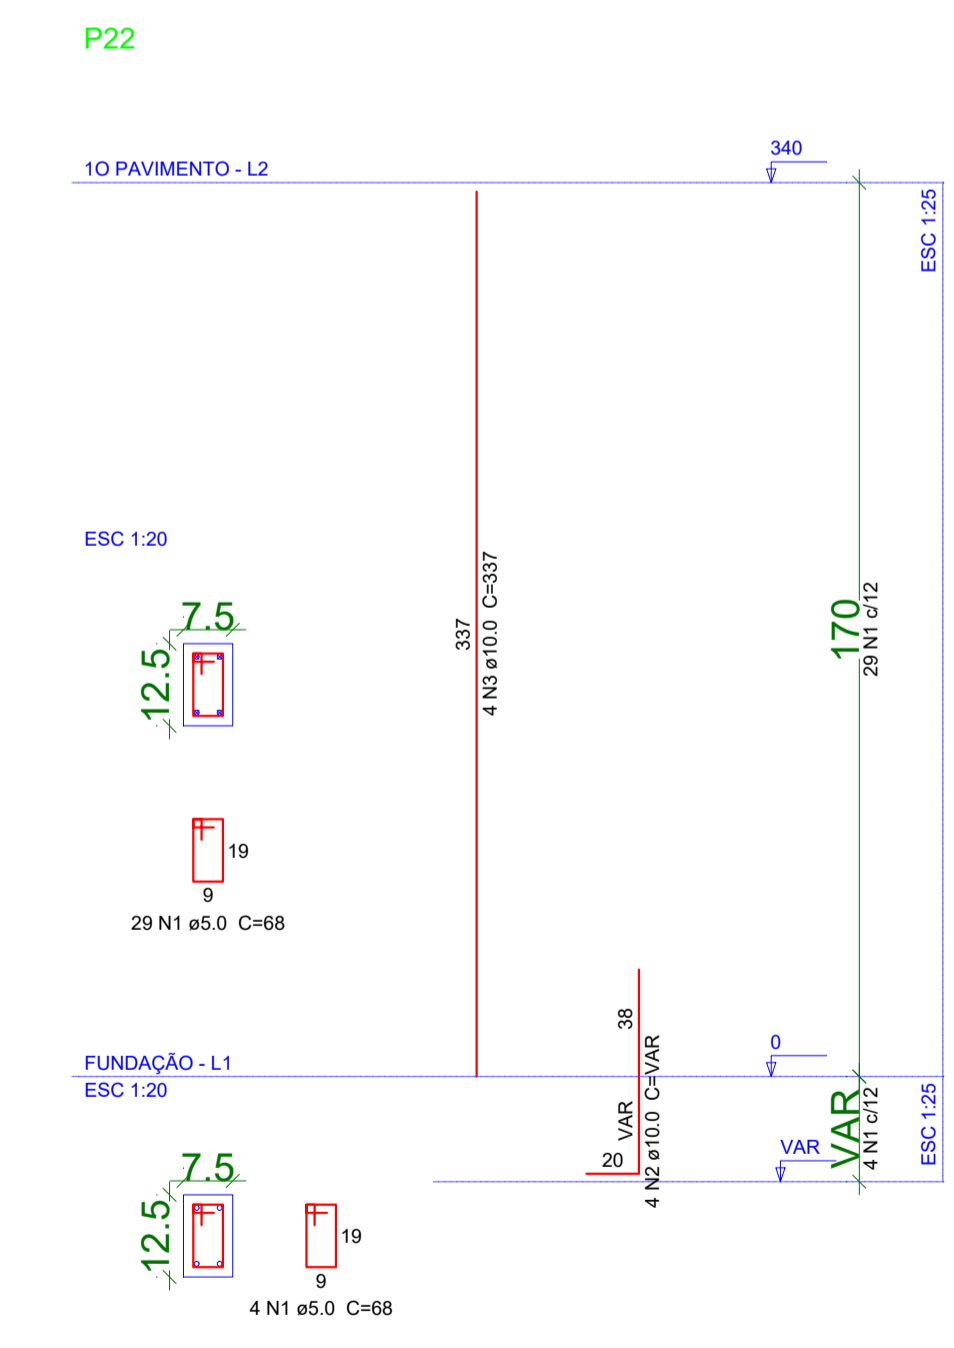 P22
340
1O PAVIMENTO - L2
ESC 1:25
ESC 1:20
337
4 N3 ø10.0 C=337
170
29 N1 c/12
7.5
12.5
19
9
29 N1 ø5.0 C=68
38
VAR
20
4 N2 ø10.0 C=VAR
0
FUNDAÇÃO - L1
ESC 1:20
VAR
VAR
4 N1 c/12
ESC 1:25
7.5
12.5
19
9
4 N1 ø5.0 C=68